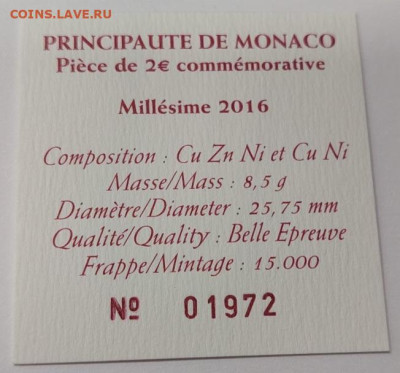 COINS.LAVE.RU
PRINCIPAUTE DE MONACO
Pièce de 2€ commémorative
Millésime 2016
Composition : Cu Zn Ni et Cu Ni
Masse/Mass : 8,5 g
Diamètre/Diameter : 25,75 mm
Qualité/Quality : Belle Epreuve
Frappe/Mintage : 15.000
Nº 01972